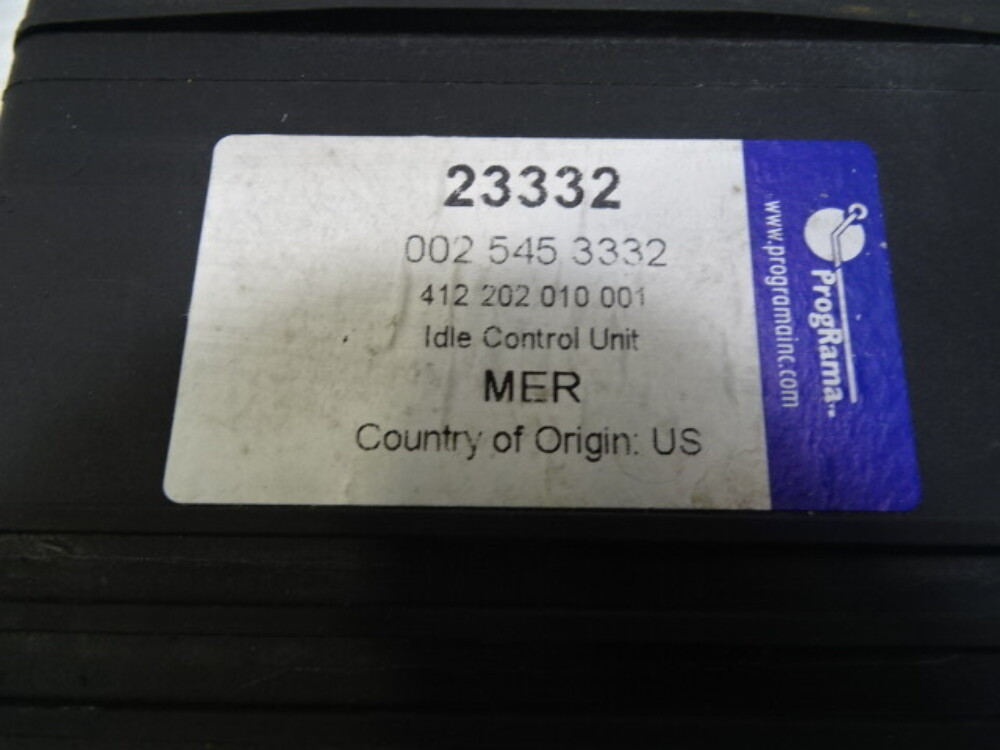 23332
002 545 3332
412 202 010 001
Idle Control Unit
MER
Country of Origin: US
ProgRama™
www.programainc.com